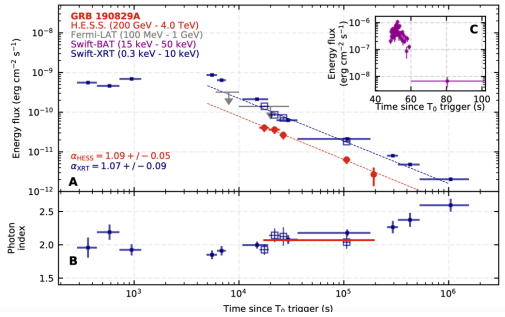 GRB 190829A
H.E.S.S. (200 GeV - 4.0 TeV)
Fermi-LAT (100 MeV - 1 GeV)
Swift-BAT (15 keV - 50 keV)
Swift-XRT (0.3 keV - 10 keV)
Energy flux (erg cm⁻² s⁻¹)
10⁻⁸
10⁻⁹
10⁻¹⁰
10⁻¹¹
10⁻¹²
α_HESS = 1.09 +/- 0.05
α_XRT = 1.07 +/- 0.09
A
Energy flux
(erg cm⁻² s⁻¹)
10⁻⁶
10⁻⁷
10⁻⁸
C
40 60 80 100
Time since T₀ trigger (s)
Photon
index
2.5
2.0
1.5
B
10³ 10⁴ 10⁵ 10⁶
Time since T₀ trigger (s)